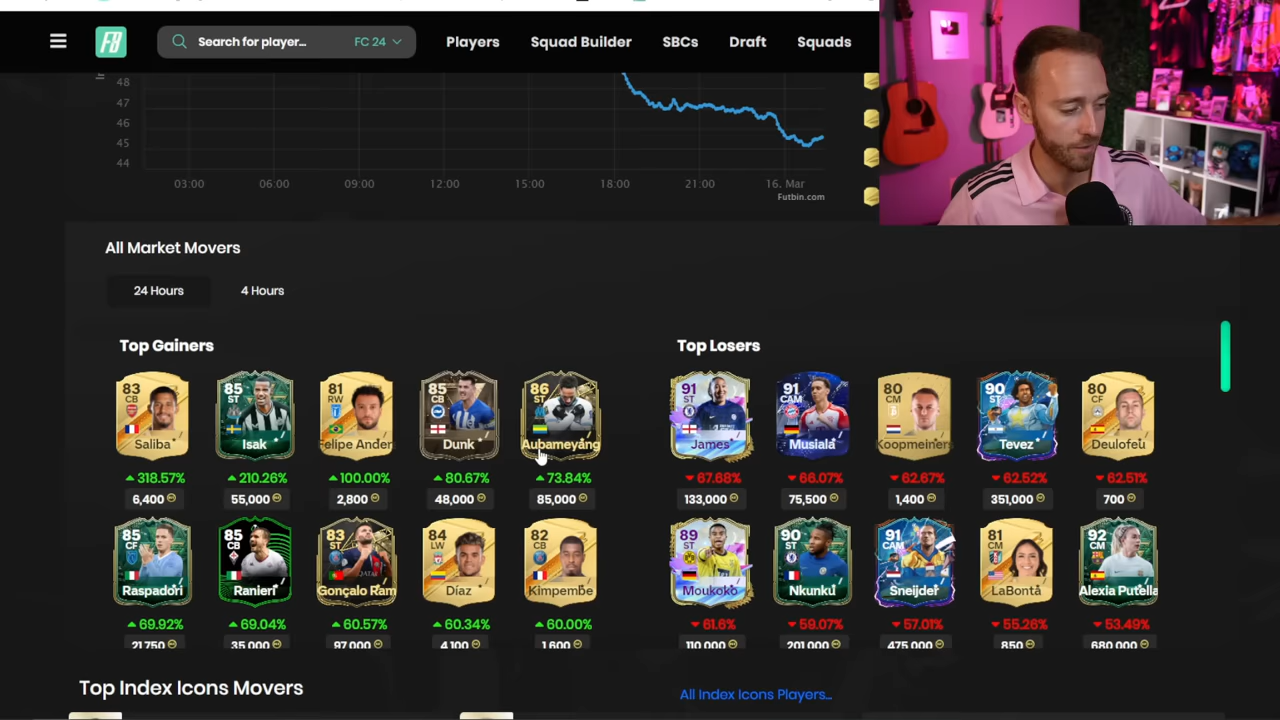 FB
Search for player...
FC 24
Players
Squad Builder
SBCs
Draft
Squads
48
47
46
45
44
03:00
06:00
09:00
12:00
15:00
18:00
21:00
16. Mar
Futbin.com
All Market Movers
24 Hours
4 Hours
Top Gainers
Top Losers
83
CB
Saliba
85
ST
Isak
81
RW
Felipe Ander
85
CB
Dunk
86
ST
Aubameyang
91
ST
James
91
CAM
Musiala
80
CM
Koopmeiners
90
ST
Tevez
80
CF
Deulofeu
318.57%
210.26%
100.00%
80.67%
73.84%
67.68%
66.07%
62.67%
62.52%
62.51%
6,400
55,000
2,800
48,000
85,000
133,000
75,500
1,400
351,000
700
85
CF
Raspadori
85
CB
Ranieri
83
ST
Gonçalo Ram
84
LW
Díaz
82
CB
Kimpembe
89
ST
Moukoko
90
ST
Nkunku
91
CAM
Sneijder
81
CM
LaBonta
92
CM
Alexia Putella
69.92%
69.04%
60.57%
60.34%
60.00%
61.6%
59.07%
57.01%
55.26%
53.49%
21,750
35,000
97,000
4,100
1,600
110,000
201,000
475,000
850
680,000
Top Index Icons Movers
All Index Icons Players...